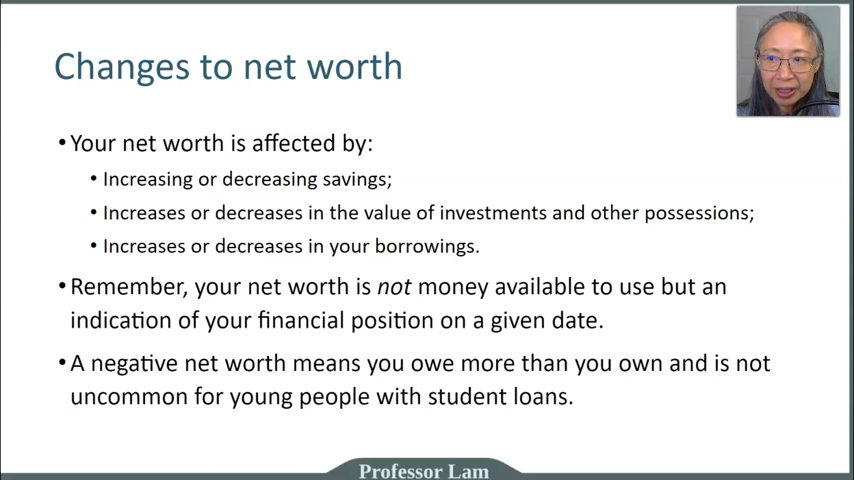 Changes to net worth
• Your net worth is affected by:
• Increasing or decreasing savings;
• Increases or decreases in the value of investments and other possessions;
• Increases or decreases in your borrowings.
• Remember, your net worth is not money available to use but an
indication of your financial position on a given date.
• A negative net worth means you owe more than you own and is not
uncommon for young people with student loans.
Professor Lam